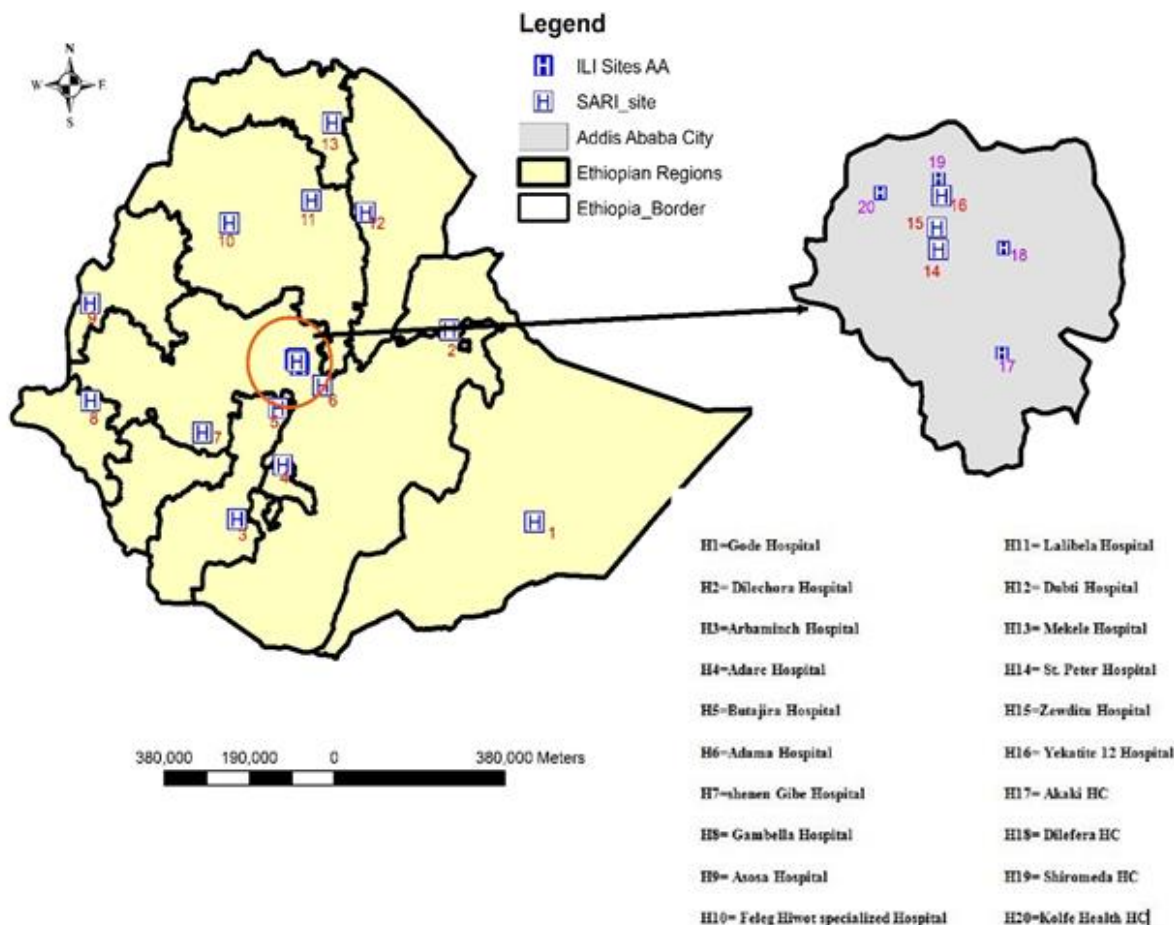 Legend
ILI Sites AA
SARI_site
Addis Ababa City
Ethiopian Regions
Ethiopia_Border
N
W E
S
13
11
12
10
9
2
6
5
8
7
4
3
1
19
20
16
15
14
18
17
380,000 190,000 0 380,000 Meters
H1=Gode Hospital
H2= Dilechora Hospital
H3=Arbaminch Hospital
H4=Adare Hospital
H5=Butajira Hospital
H6=Adama Hospital
H7=shenen Gibe Hospital
H8= Gambella Hospital
H9= Asosa Hospital
H10= Feleg Hiwot specialized Hospital
H11= Lalibela Hospital
H12= Dubti Hospital
H13= Mekele Hospital
H14= St. Peter Hospital
H15=Zewditu Hospital
H16= Yekatite 12 Hospital
H17= Akaki HC
H18= Dilefera HC
H19= Shiromeda HC
H20=Kolfe Health HC